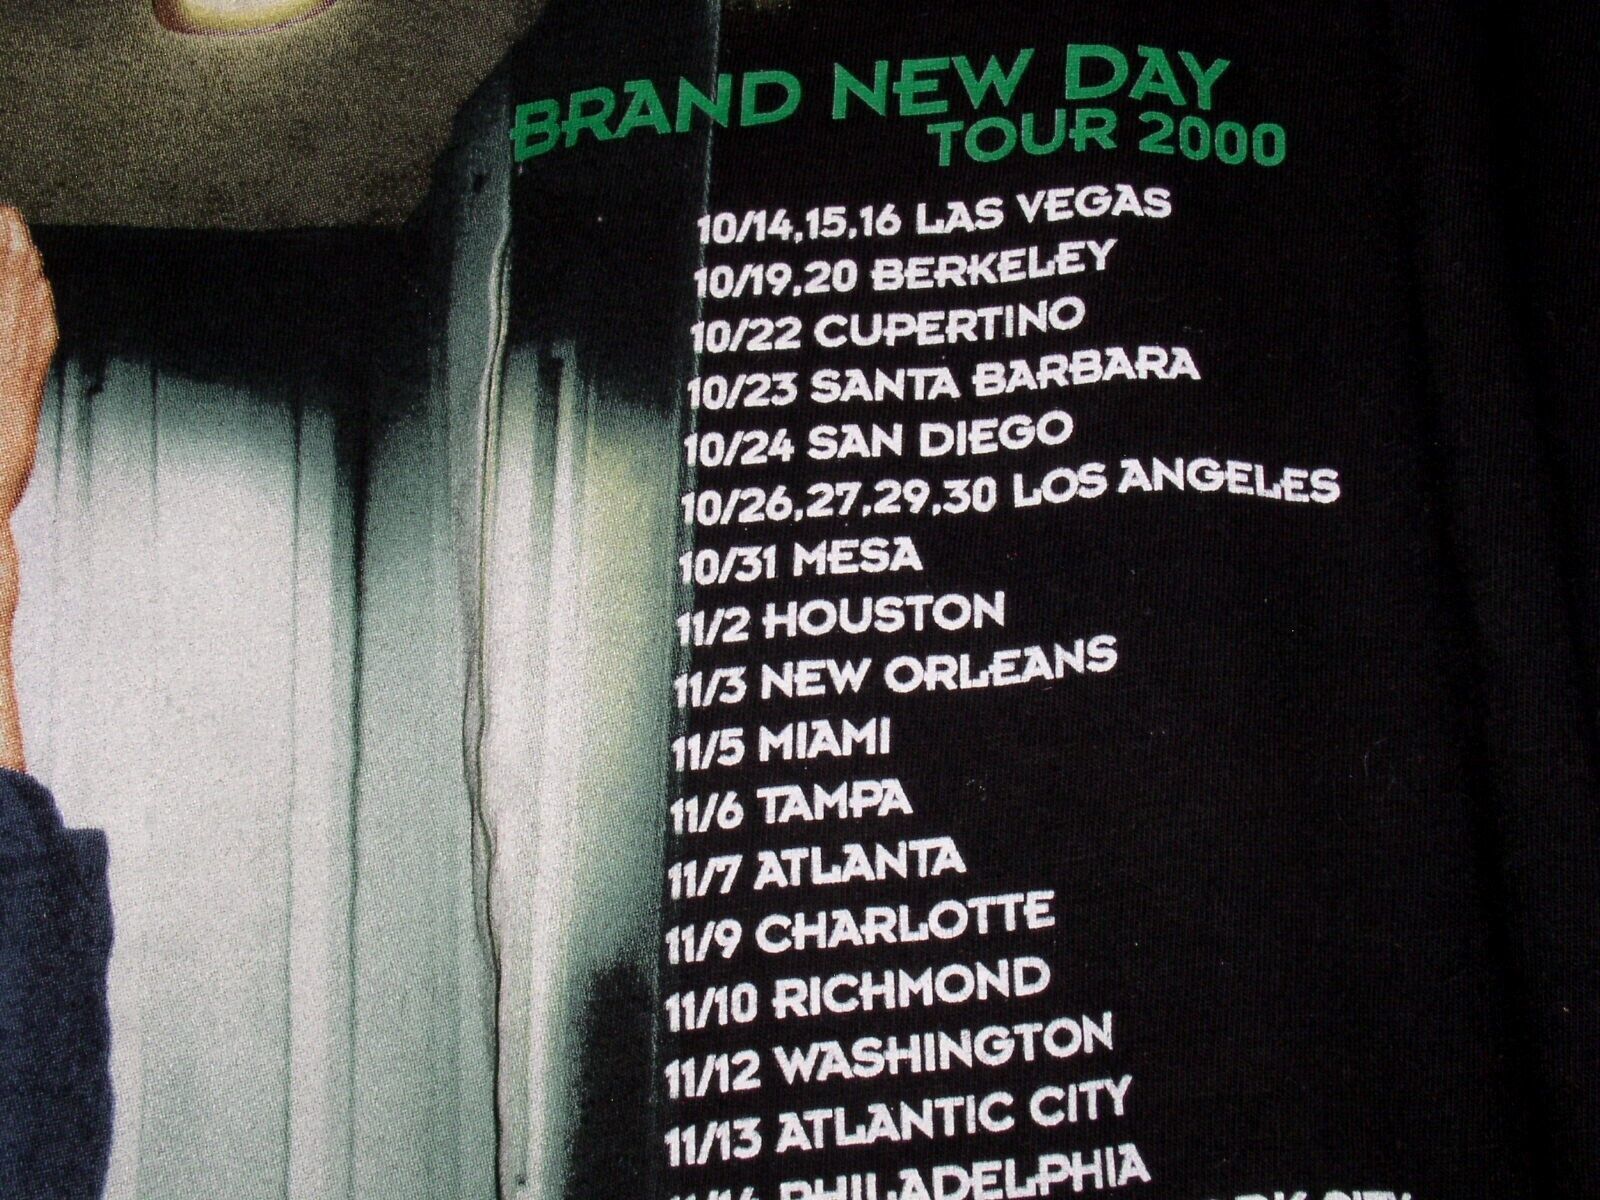 BRAND NEW DAY
TOUR 2000
10/14,15,16 LAS VEGAS
10/19,20 BERKELEY
10/22 CUPERTINO
10/23 SANTA BARBARA
10/24 SAN DIEGO
10/26,27,29,30 LOS ANGELES
10/31 MESA
11/2 HOUSTON
11/3 NEW ORLEANS
11/5 MIAMI
11/6 TAMPA
11/7 ATLANTA
11/9 CHARLOTTE
11/10 RICHMOND
11/12 WASHINGTON
11/13 ATLANTIC CITY
11/14 PHILADELPHIA